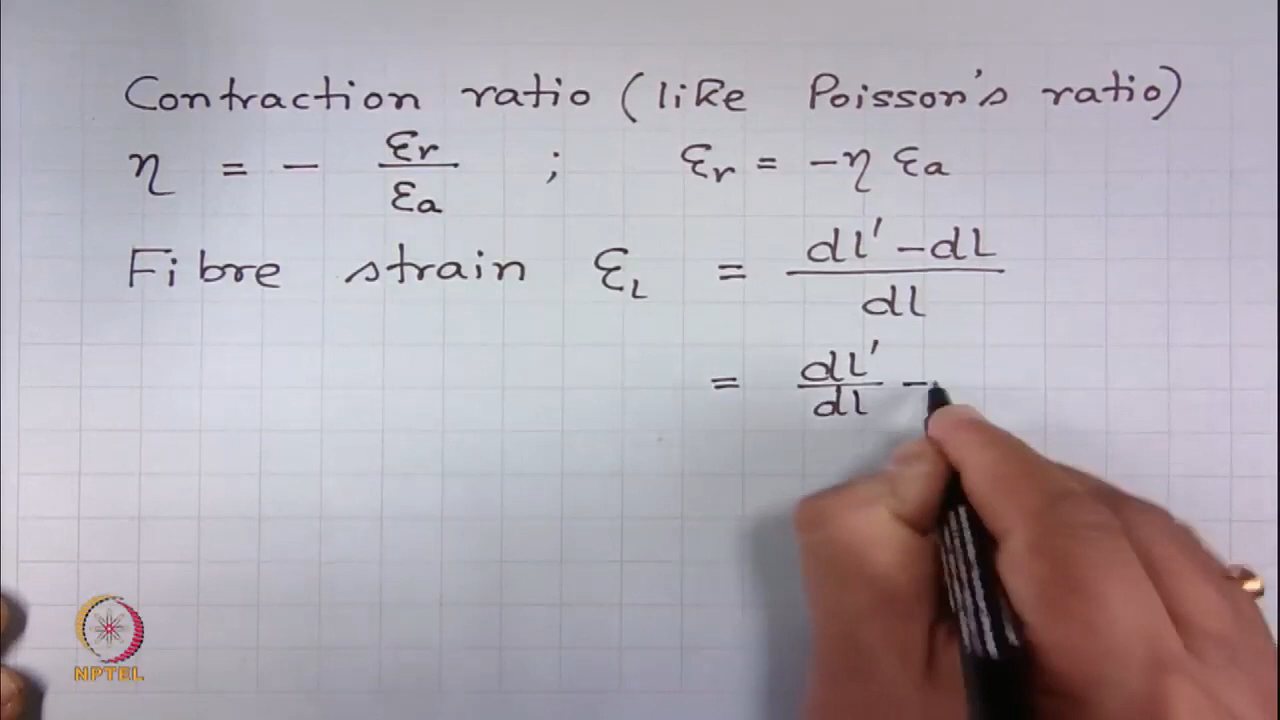 Contraction ratio (like Poisson's ratio)
η = - εr/εa ; εr = -η εa
Fibre strain εl = (dl' - dl)/dl
= dl'/dl -
NPTEL